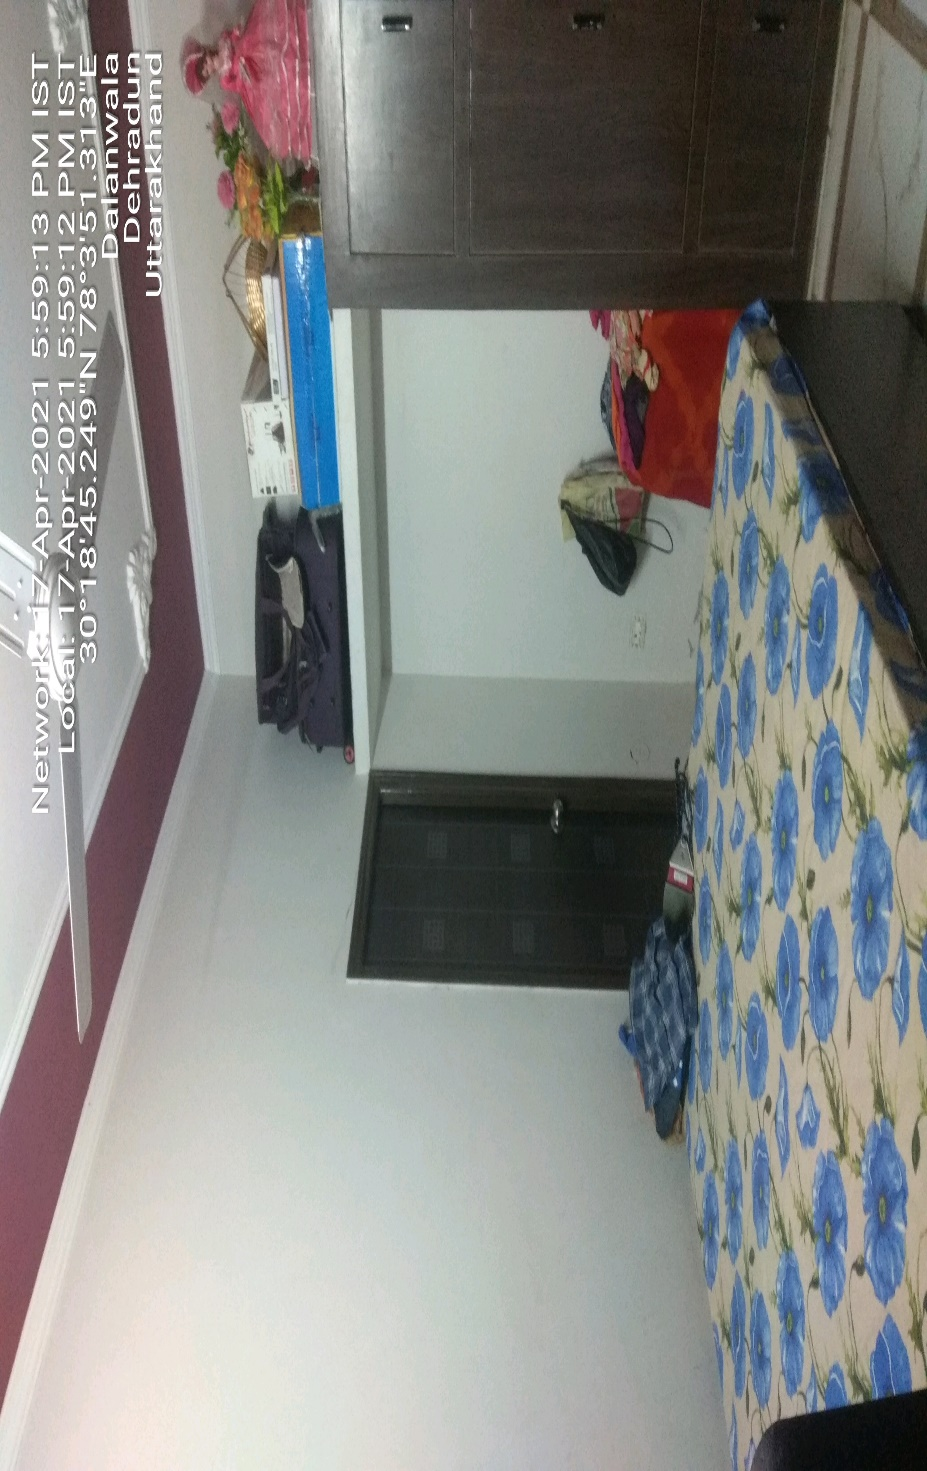 Network: 17-Apr-2021 5:59:13 PM IST
Local: 17-Apr-2021 5:59:12 PM IST
30°18'45.249"N 78°3'51.313"E
Dalanwala
Dehradun
Uttarakhand